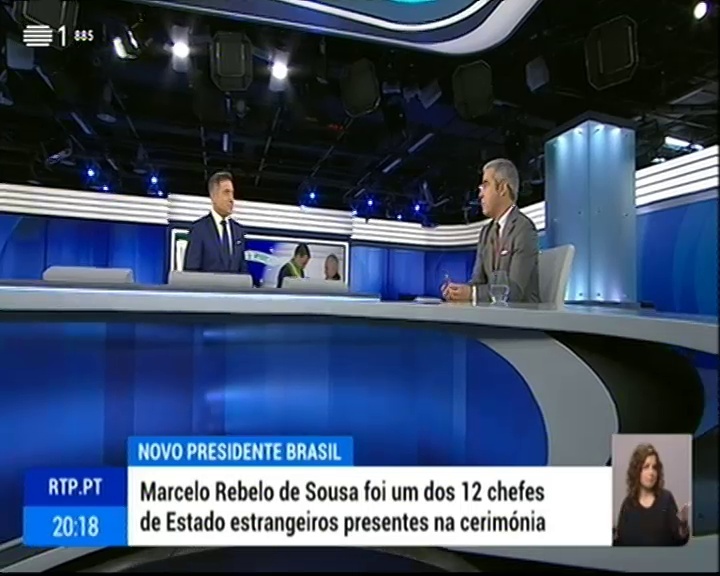 1 885
NOVO PRESIDENTE BRASIL
RTP.PT
Marcelo Rebelo de Sousa foi um dos 12 chefes
de Estado estrangeiros presentes na cerimónia
20:18